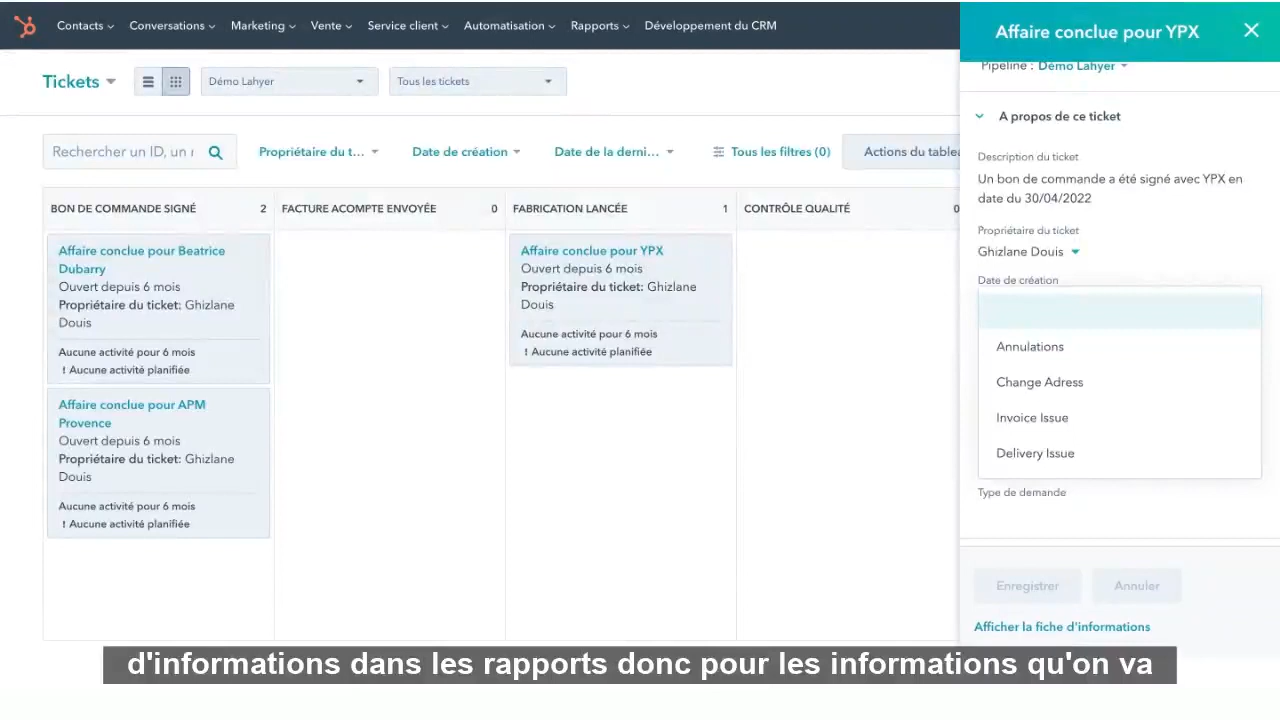 Contacts Conversations Marketing Vente Service client Automatisation Rapports Développement du CRM
Affaire conclue pour YPX
Tickets Démo Lahyer Tous les tickets
Pipeline : Démo Lahyer
A propos de ce ticket
Rechercher un ID, un Propriétaire du t... Date de création Date de la derni... Tous les filtres (0) Actions du
Description du ticket
Un bon de commande a été signé avec YPX en
date du 30/04/2022
BON DE COMMANDE SIGNÉ 2 FACTURE ACOMPTE ENVOYÉE 0 FABRICATION LANCÉE 1 CONTRÔLE QUALITÉ 0
Affaire conclue pour Beatrice
Dubarry
Ouvert depuis 6 mois
Propriétaire du ticket: Ghizlane
Douis
Aucune activité pour 6 mois
! Aucune activité planifiée
Affaire conclue pour APM
Provence
Ouvert depuis 6 mois
Propriétaire du ticket: Ghizlane
Douis
Aucune activité pour 6 mois
! Aucune activité planifiée
Affaire conclue pour YPX
Ouvert depuis 6 mois
Propriétaire du ticket: Ghizlane
Douis
Aucune activité pour 6 mois
! Aucune activité planifiée
Propriétaire du ticket
Ghizlane Douis
Date de création
Annulations
Change Adress
Invoice Issue
Delivery Issue
Type de demande
Enregistrer Annuler
Afficher la fiche d'informations
d'informations dans les rapports donc pour les informations qu'on va